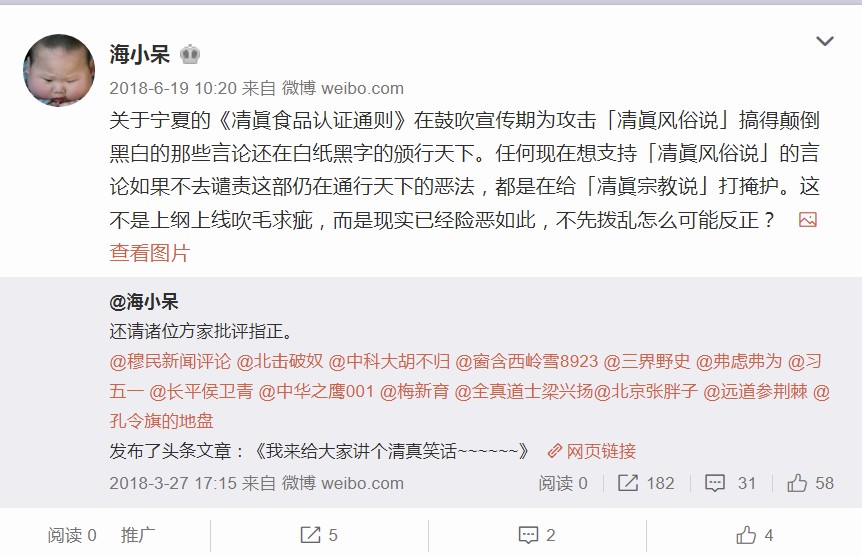 海小呆
2018-6-19 10:20 来自 微博 weibo.com
关于宁夏的《凊眞食品认证通则》在鼓吹宣传期为攻击「凊眞风俗说」搞得颠倒
黑白的那些言论还在白纸黑字的颁行天下。任何现在想支持「凊眞风俗说」的言
论如果不去谴责这部仍在通行天下的恶法，都是在给「凊眞宗教说」打掩护。这
不是上纲上线吹毛求疵，而是现实已经险恶如此，不先拨乱怎么可能反正？
查看图片
@海小呆
还请诸位方家批评指正。
@穆民新闻评论 @北击破奴 @中科大胡不归 @窗含西岭雪8923 @三界野史 @弗虑弗为 @习
五一 @长平侯卫青 @中华之鹰001 @梅新育 @全真道士梁兴扬@北京张胖子 @远道参荆棘 @
孔令旗的地盘
发布了头条文章：《我来给大家讲个清真笑话~~~~~~》 网页链接
2018-3-27 17:15 来自 微博 weibo.com 阅读 0 182 31 58
阅读 0 推广 5 2 4